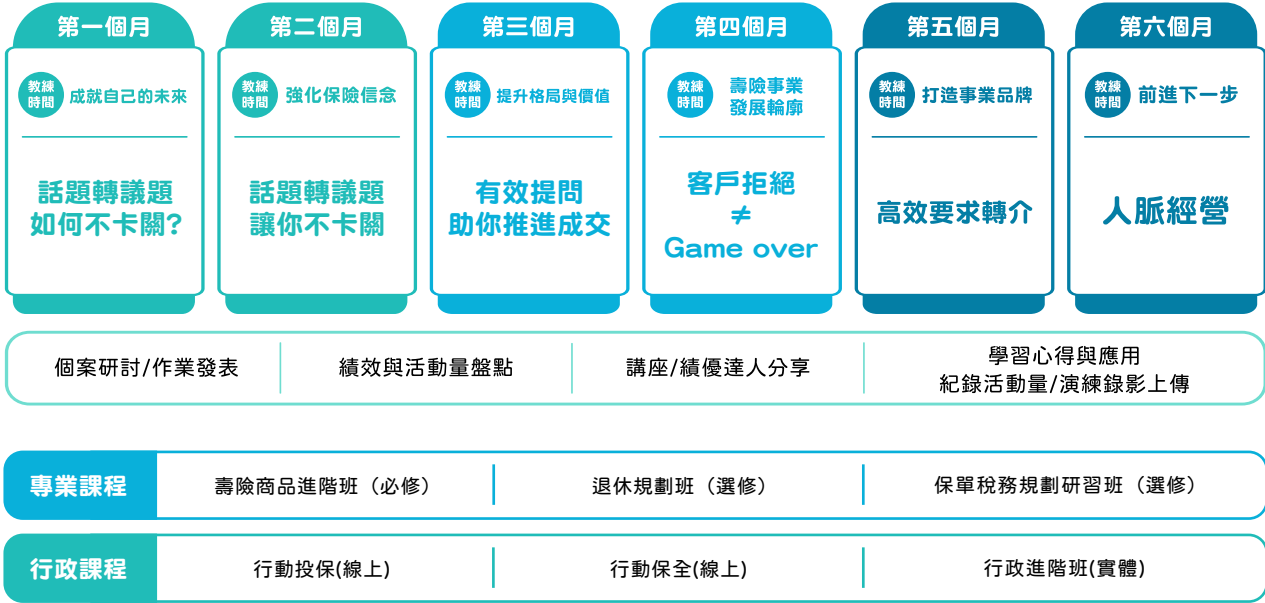 第一個月
教練
時間
成就自己的未來
話題轉議題
如何不卡關?
第二個月
教練
時間
強化保險信念
話題轉議題
讓你不卡關
第三個月
教練
時間
提升格局與價值
有效提問
助你推進成交
第四個月
教練
時間
壽險事業
發展輪廓
客戶拒絕
≠
Game over
第五個月
教練
時間
打造事業品牌
高效要求轉介
第六個月
教練
時間
前進下一步
人脈經營
個案研討/作業發表
績效與活動量盤點
講座/績優達人分享
學習心得與應用
紀錄活動量/演練錄影上傳
專業課程
壽險商品進階班（必修）
退休規劃班（選修）
保單稅務規劃研習班（選修）
行政課程
行動投保(線上)
行動保全(線上)
行政進階班(實體)